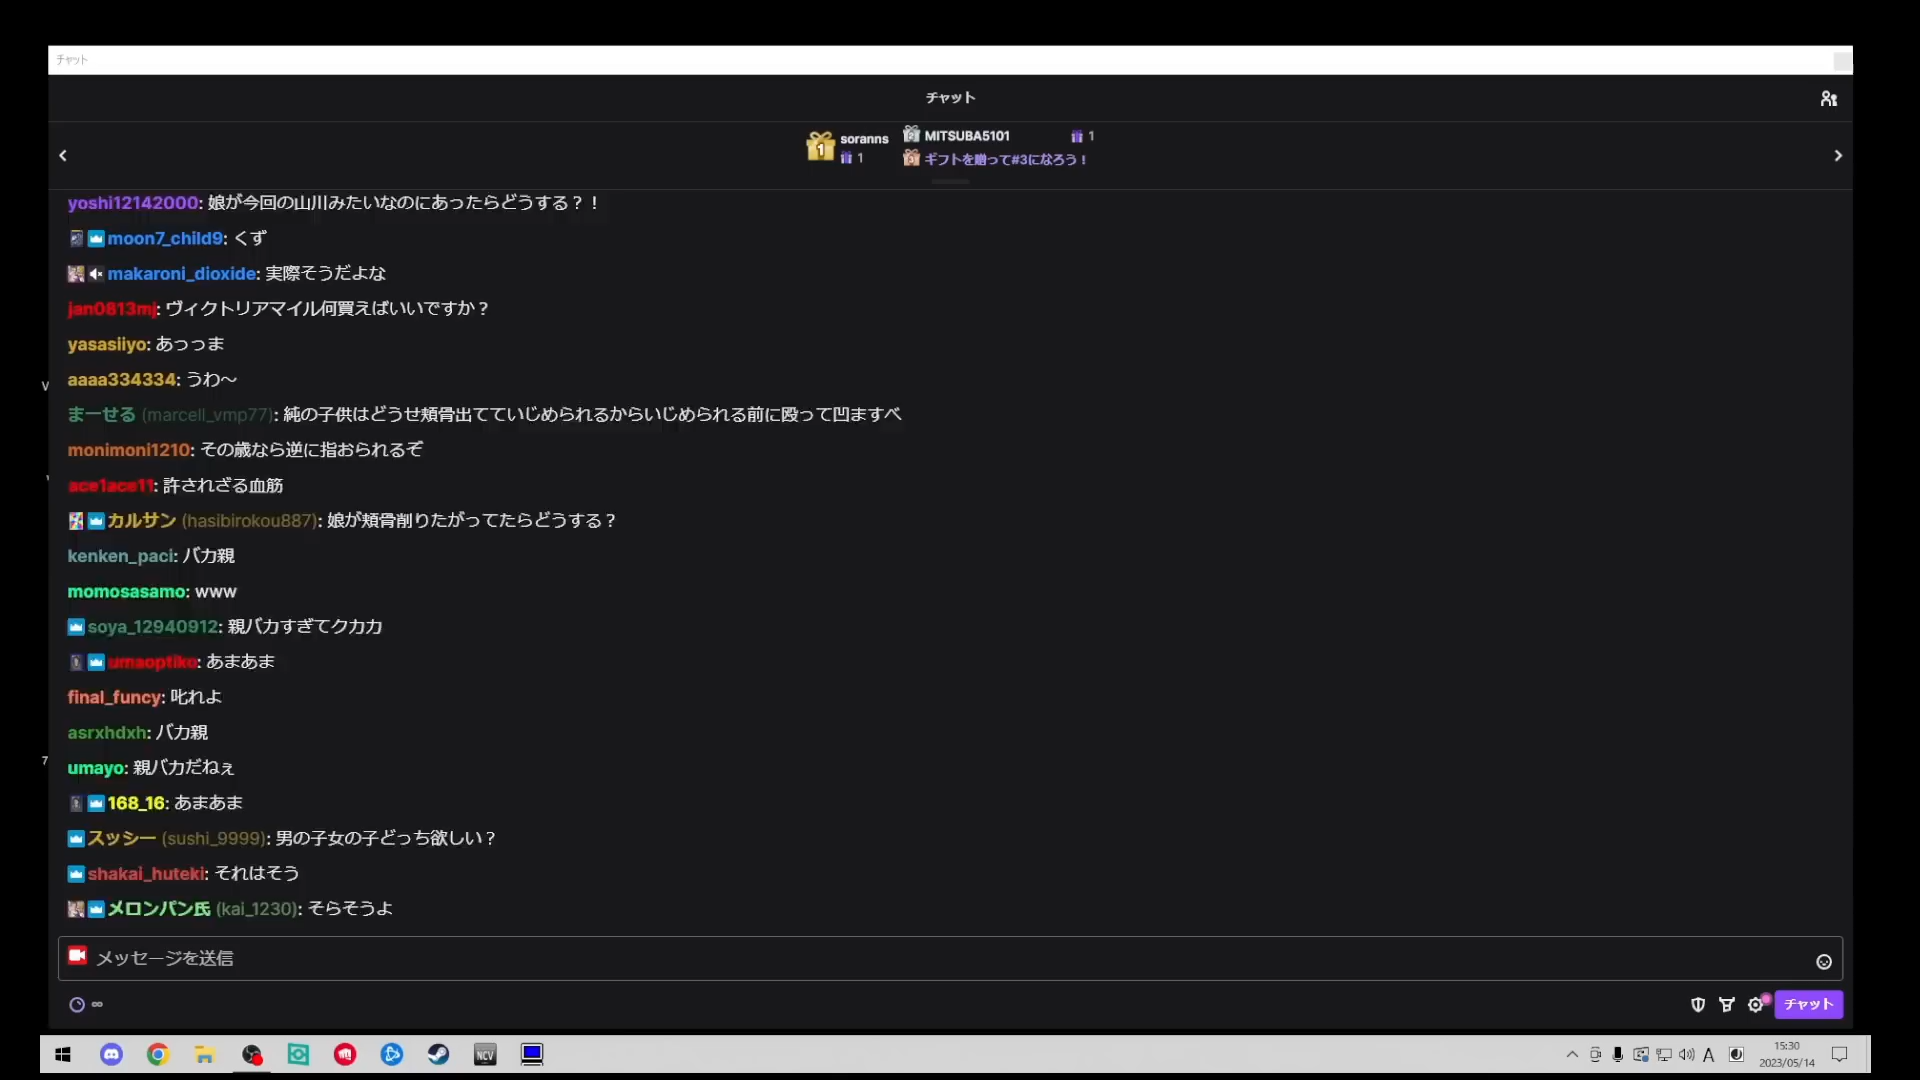 チャット
チャット
soranns
1
MITSUBA5101
1
ギフトを贈って#3になろう！
yoshi12142000: 娘が今回の山川みたいなのにあったらどうする？！
moon7_child9: くず
makaroni_dioxide: 実際そうだよな
jan0813mj: ヴィクトリアマイル何買えばいいですか？
yasasiiyo: あっっま
aaaa334334: うわ～
まーせる (marcell_vmp77): 純の子供はどうせ頬骨出てていじめられるからいじめられる前に殴って凹ますべ
monimoni1210: その歳なら逆に指おられるぞ
ace1ace11: 許されざる血筋
カルサン (hasibirokou887): 娘が頬骨削りたがってたらどうする？
kenken_paci: バカ親
momosasamo: www
soya_12940912: 親バカすぎてクカカ
umaoptiko: あまあま
final_funcy: 叱れよ
asrxhdxh: バカ親
umayo: 親バカだねぇ
168_16: あまあま
スッシー (sushi_9999): 男の子女の子どっち欲しい？
shakai_huteki: それはそう
メロンパン氏 (kai_1230): そらそうよ
メッセージを送信
∞
チャット
NCV
A
15:30
2023/05/14